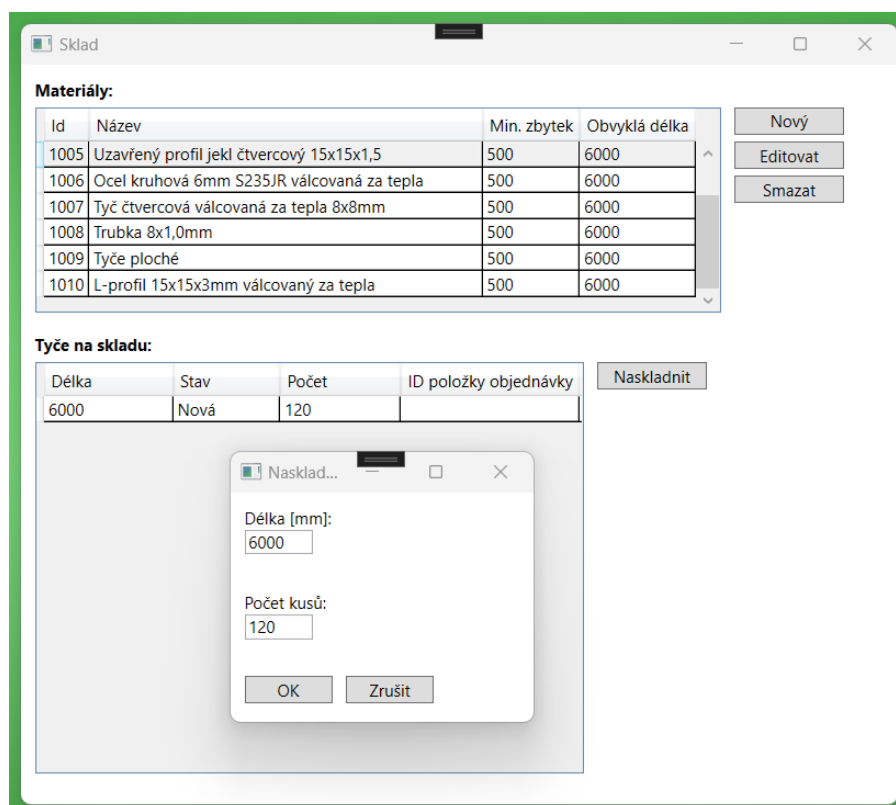 Sklad
Materiály:
Id Název Min. zbytek Obvyklá délka
1005 Uzavřený profil jekl čtvercový 15x15x1,5 500 6000
1006 Ocel kruhová 6mm S235JR válcovaná za tepla 500 6000
1007 Tyč čtvercová válcovaná za tepla 8x8mm 500 6000
1008 Trubka 8x1,0mm 500 6000
1009 Tyče ploché 500 6000
1010 L-profil 15x15x3mm válcovaný za tepla 500 6000
Nový
Editovat
Smazat
Tyče na skladu:
Délka Stav Počet ID položky objednávky
6000 Nová 120
Naskladnit
Nasklad...
Délka [mm]:
6000
Počet kusů:
120
OK Zrušit